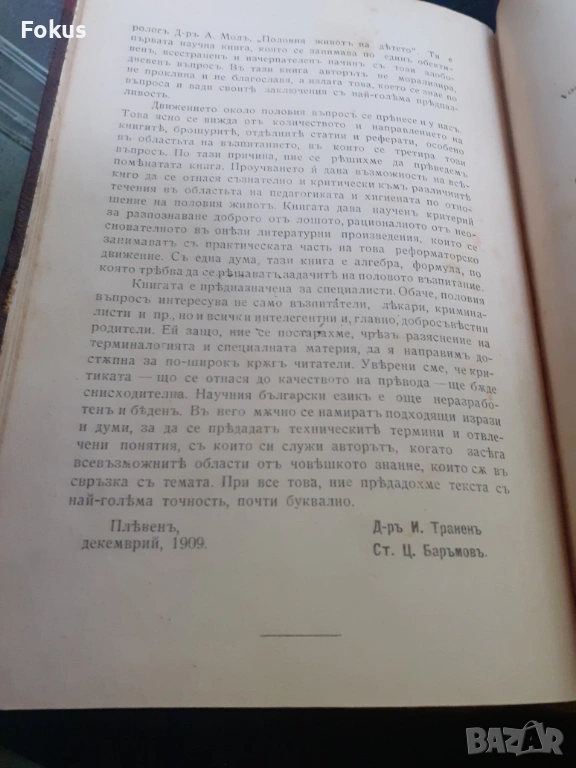 Fokus
рологъ Д-ръ А. Молъ, „Половия животъ на дѣтето“ Тя е
първата научна книга, която се занимава по единъ обекти-
венъ, всестраненъ и изчерпателенъ начинъ съ този злобо-
дневенъ въпросъ. Въ тази книга авторътъ не морализира,
не проклина и не благославя, а излага това, което се знае по
въпроса и вади своитѣ заключения съ най-голѣма прѣдпаз-
ливость.
Движението около половия въпросъ се прѣнесе и у насъ.
Това ясно се вижда отъ количеството и направлението на
книгитѣ, брошуритѣ, отдѣлнитѣ статии и реферати, особено
въ областьта на възпитанието, въ които се третира този
въпросъ. По тази причина, ние се рѣшихме да прѣведемъ
помѣнатата книга. Проучването ѝ дава възможность на всѣ-
кяго да се отнася съзнателно и критически къмъ различнитѣ
течения въ областьта на педагогиката и хигиената по отно-
шение на половия животъ. Книгата дава наученъ критерий
за разпознаване доброто отъ лошото, рационалното отъ нео-
снователното въ онѣзи литературни произведения, които се
занимаватъ съ практическата часть на това реформаторско
движение. Съ една дума, тази книга е алгебра, формула, по
която трѣбва да се рѣшаватъ задачитѣ на половото възпитание.
Книгата е прѣдназначена за специалисти. Обаче, половия
въпросъ интересува не само възпитатели, лѣкари, кримина-
листи и пр., но и всички интелегентни и, главно, добросъвѣстни
родители. Ей защо, ние се постарахме, чрѣзъ разяснение на
терминалогията и специалната материя, да я направимъ до-
стѫпна за по-широкъ крѫгъ читатели. Увѣрени сме, че кри-
тиката — що се отнася до качеството на прѣвода — ще бѫде
снисходителна. Научния български езикъ е още неразрабо-
тенъ и бѣденъ. Въ него мѫчно се намиратъ подходящи изрази
и думи, за да се прѣдадатъ техническитѣ термини и отвле-
чени понятия, съ които си служи авторътъ, когато засѣга
всевъзможнитѣ области отъ човѣшкото знание, които сѫ въ
свръзка съ темата. При все това, ние прѣдадохме текста съ
най-голѣма точность, почти буквално.
Плѣвенъ,
декемврий, 1909.
Д-ръ И. Траненъ
Ст. Ц. Баръмовъ.
bazar